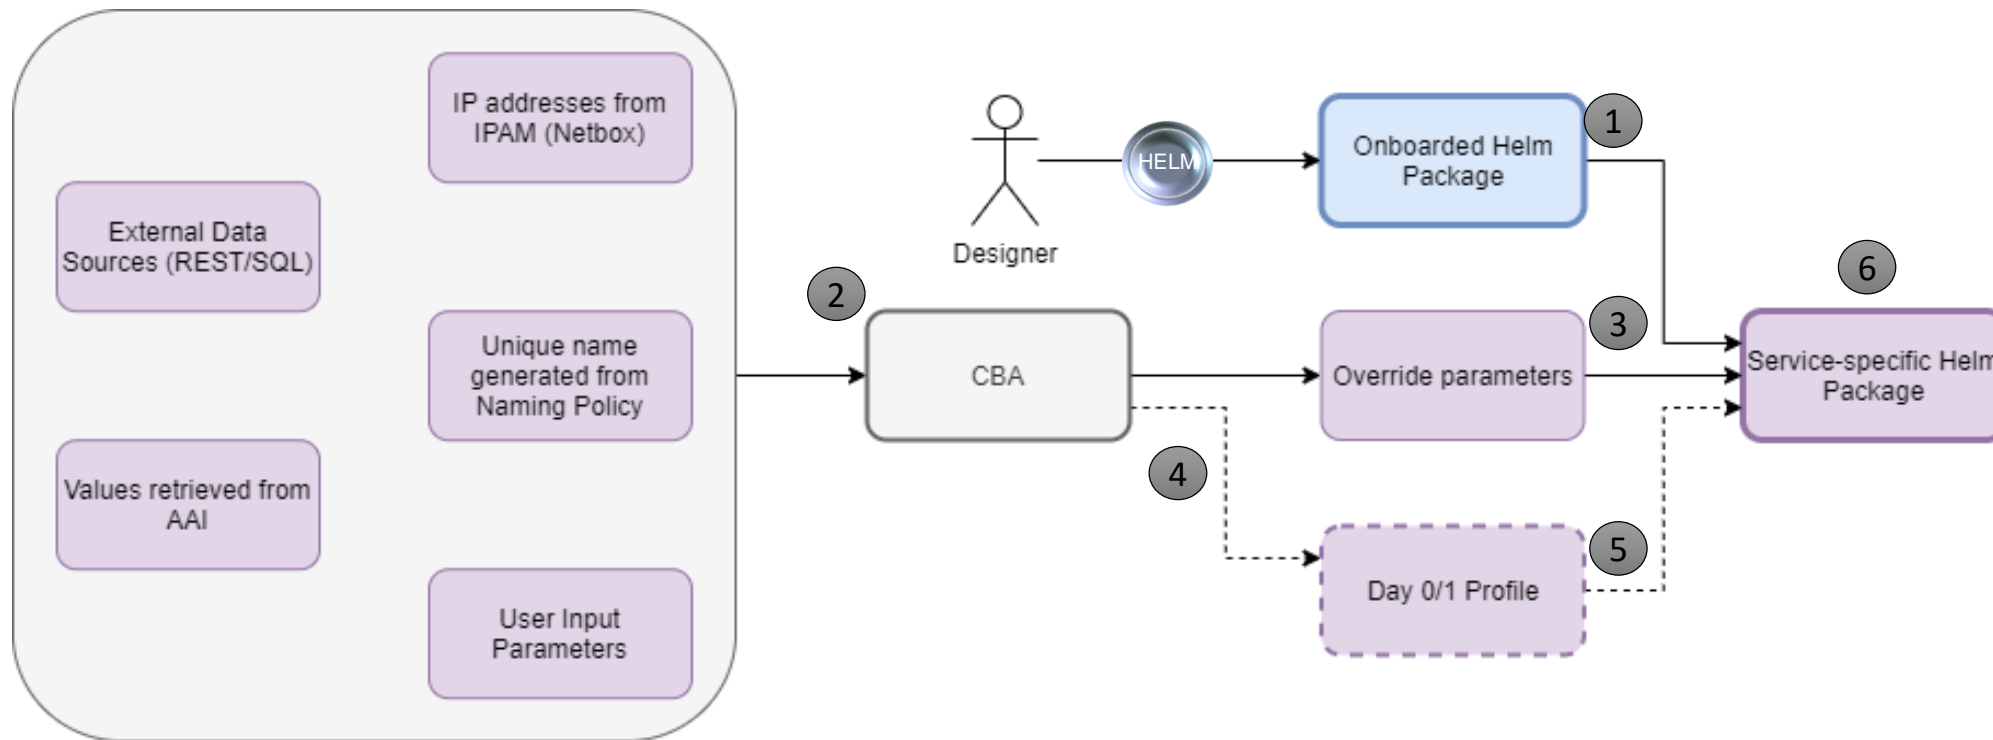 IP addresses from
IPAM (Netbox)
External Data
Sources (REST/SQL)
Unique name
generated from
Naming Policy
Values retrieved from
AAI
User Input
Parameters
HELM
Designer
Onboarded Helm
Package
1
2
CBA
Override parameters
3
4
Day 0/1 Profile
5
6
Service-specific Helm
Package